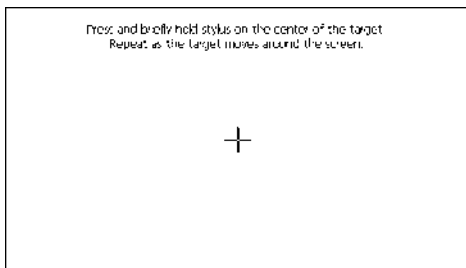 Press and briefly hold stylus on the center of the target.
Repeat as the target moves around the screen.